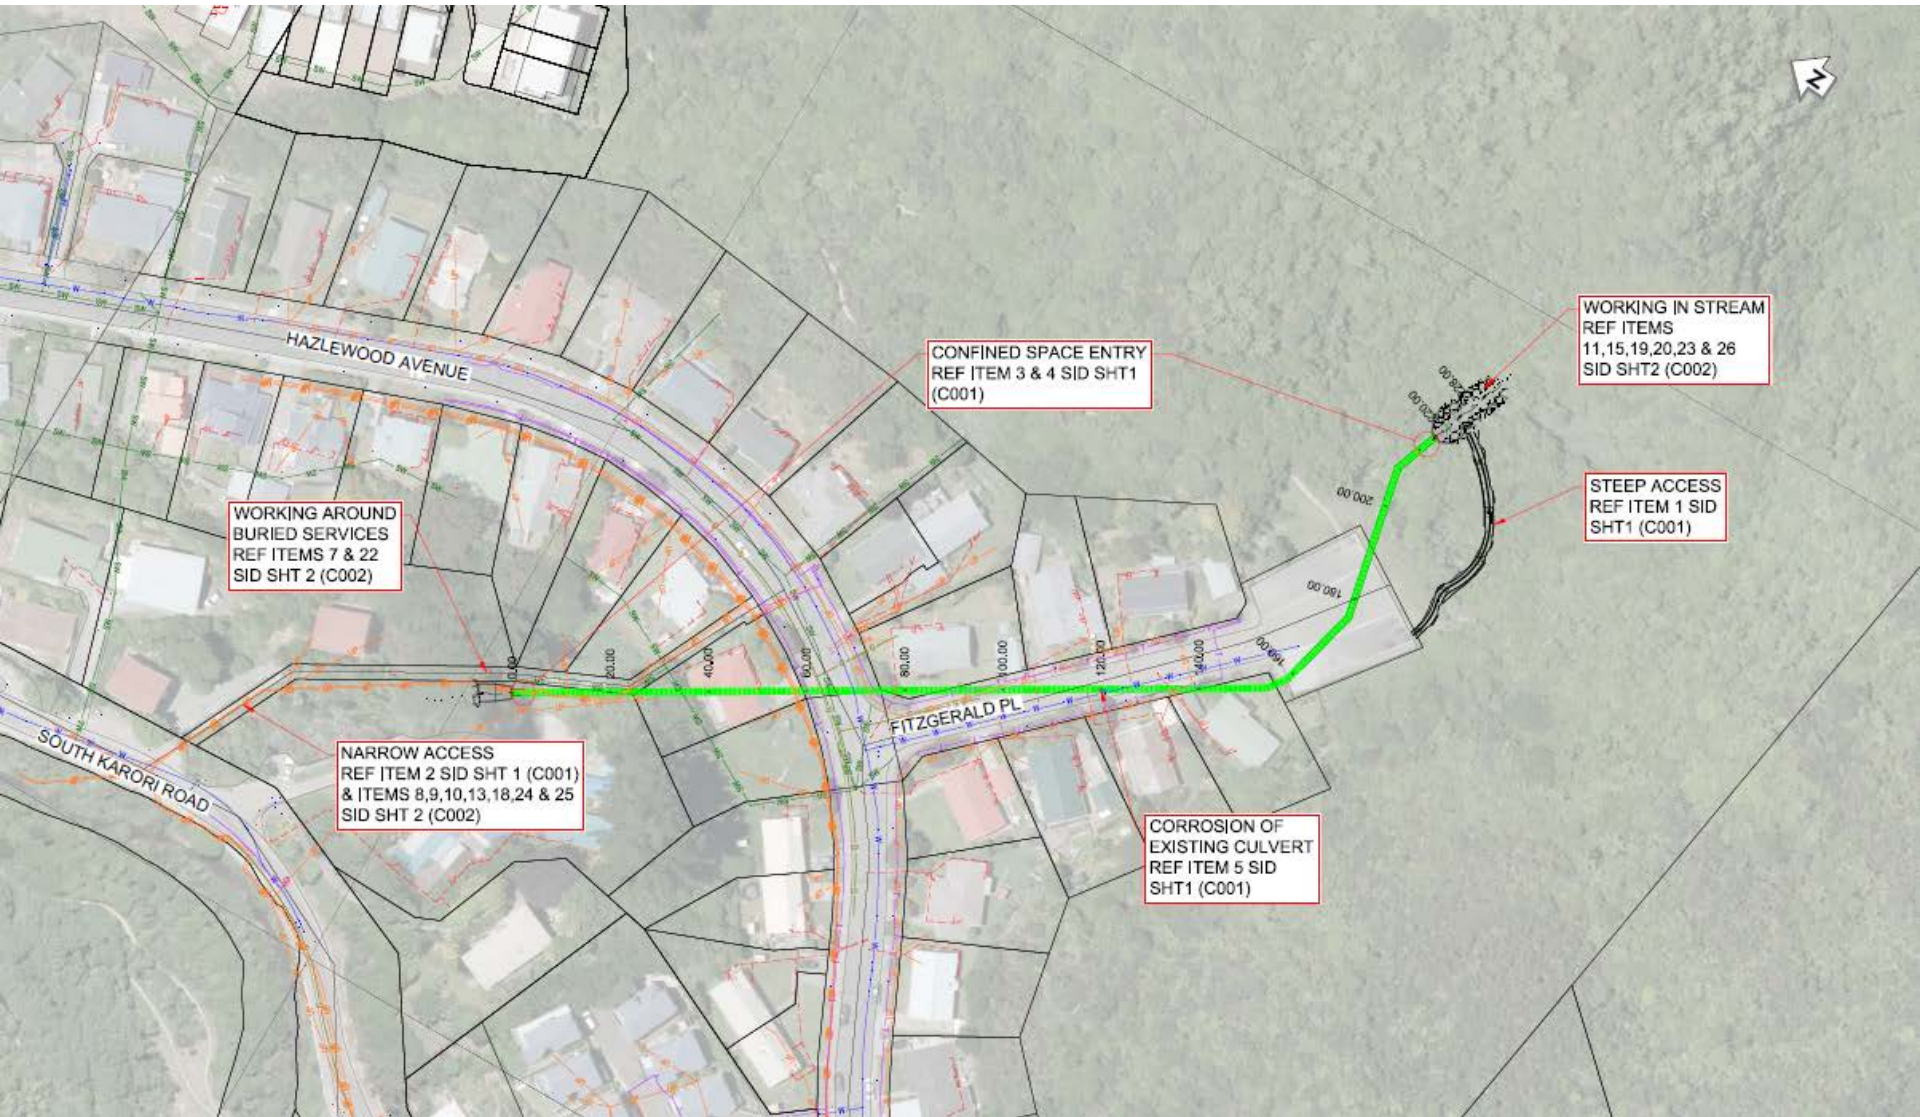 N
HAZLEWOOD AVENUE
CONFINED SPACE ENTRY
REF ITEM 3 & 4 SID SHT1
(C001)
WORKING IN STREAM
REF ITEMS
11,15,19,20,23 & 26
SID SHT2 (C002)
STEEP ACCESS
REF ITEM 1 SID
SHT1 (C001)
WORKING AROUND
BURIED SERVICES
REF ITEMS 7 & 22
SID SHT 2 (C002)
0.00
20.00
40.00
60.00
80.00
100.00
120.00
140.00
160.00
180.00
200.00
220.00
228.00
FITZGERALD PL
SOUTH KARORI ROAD
NARROW ACCESS
REF ITEM 2 SID SHT 1 (C001)
& ITEMS 8,9,10,13,18,24 & 25
SID SHT 2 (C002)
CORROSION OF
EXISTING CULVERT
REF ITEM 5 SID
SHT1 (C001)